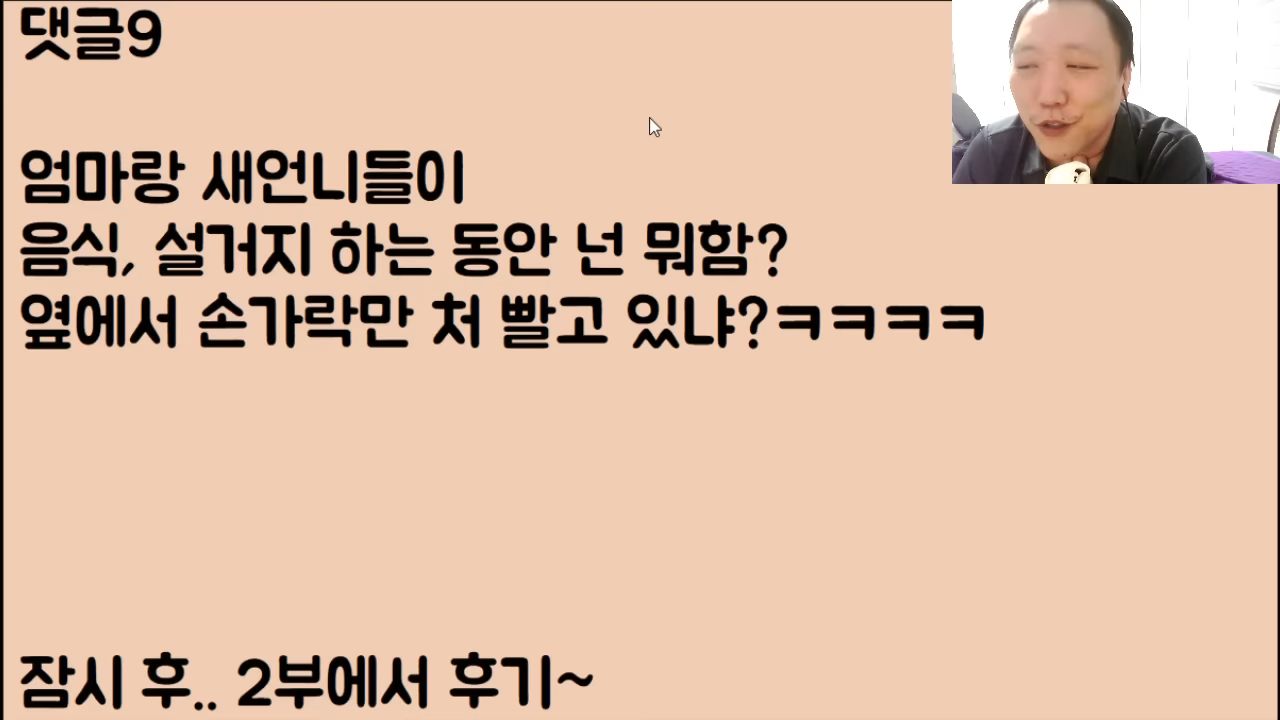 댓글9
엄마랑 새언니들이
음식, 설거지 하는 동안 넌 뭐함?
옆에서 손가락만 처 빨고 있냐?ㅋㅋㅋㅋ
잠시 후.. 2부에서 후기~